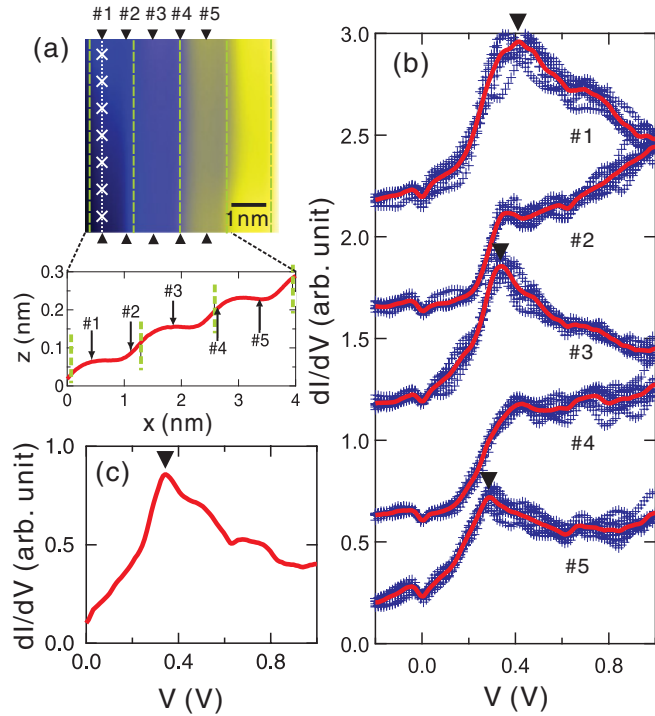 #1 #2 #3 #4 #5
(a)
1nm
z (nm)
0.3
0.2
0.1
0
#1
#2
#3
#4
#5
0 1 2 3 4
x (nm)
(b)
dI/dV (arb. unit)
3.0
2.5
2.0
1.5
1.0
0.5
0.0
#1
#2
#3
#4
#5
0.0 0.4 0.8
V (V)
(c)
dI/dV (arb. unit)
1.0
0.5
0.0
0.0 0.4 0.8
V (V)